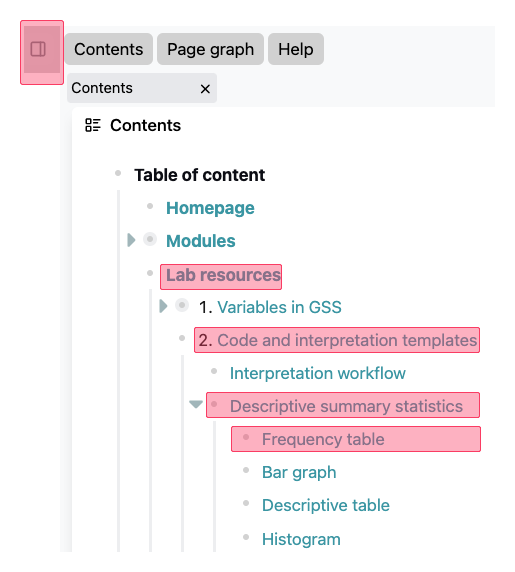 Contents Page graph Help
Contents ×
Contents
Table of content
Homepage
Modules
Lab resources
1. Variables in GSS
2. Code and interpretation templates
Interpretation workflow
Descriptive summary statistics
Frequency table
Bar graph
Descriptive table
Histogram